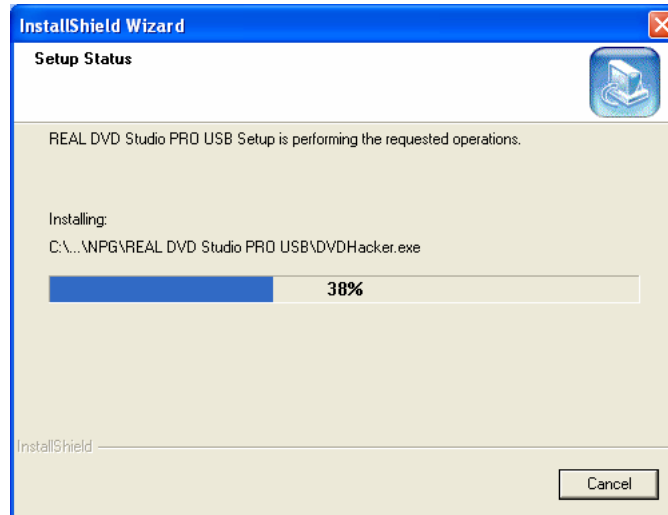 InstallShield Wizard
Setup Status
REAL DVD Studio PRO USB Setup is performing the requested operations.
Installing:
C:\...\NPG\REAL DVD Studio PRO USB\DVDHacker.exe
38%
InstallShield
Cancel